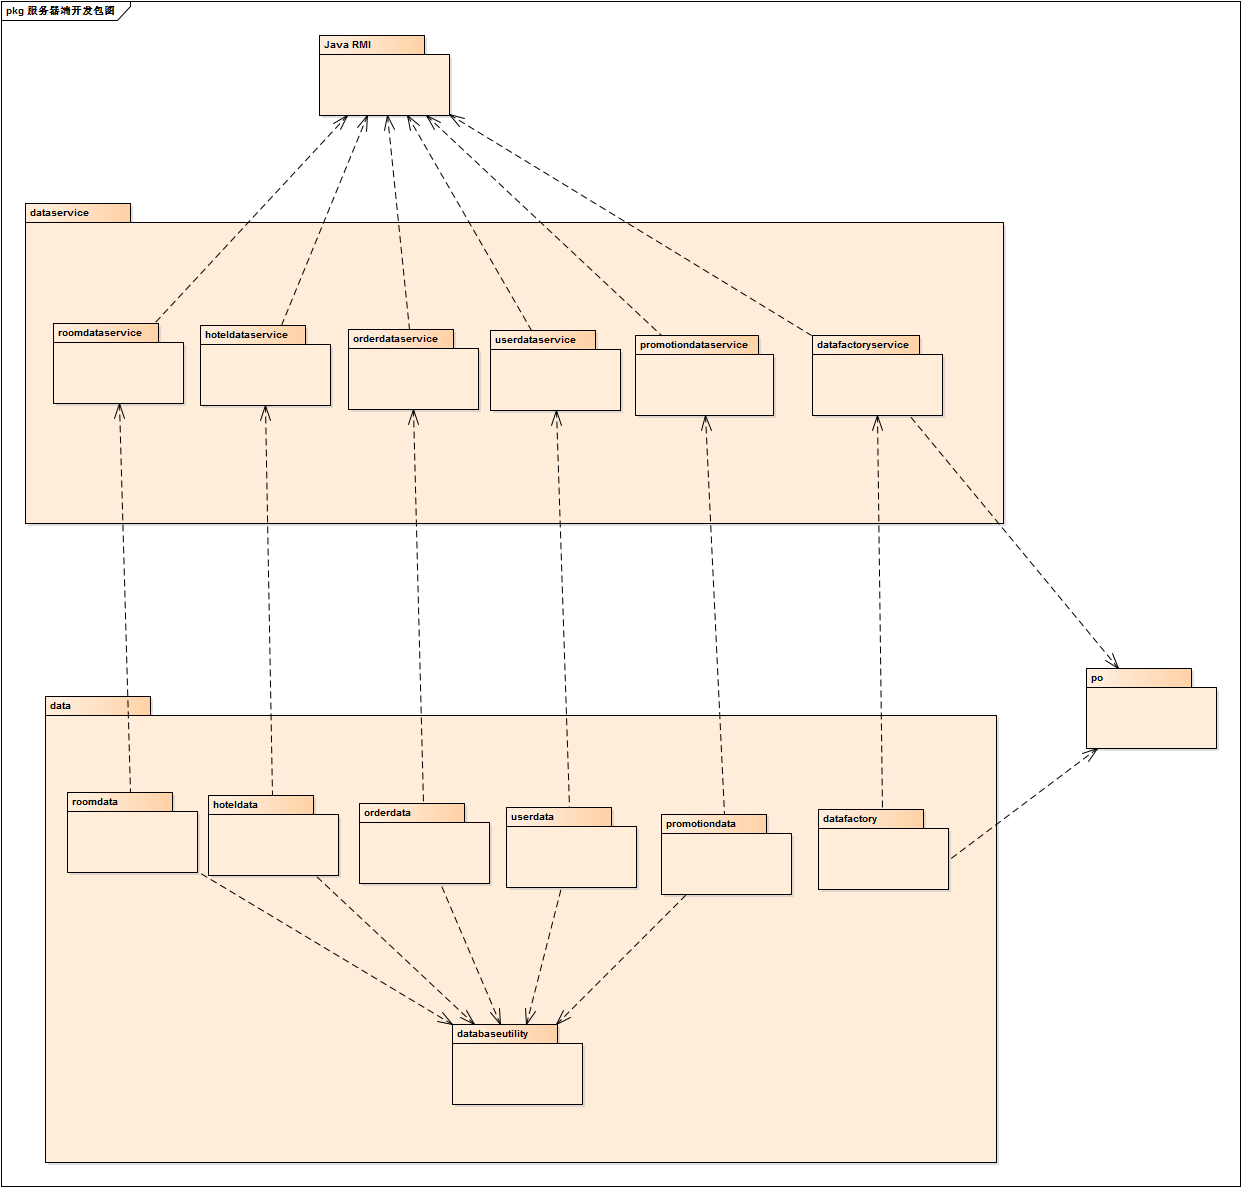 pkg 服务器端开发包图
Java RMI
dataservice
roomdataservice
hoteldataservice
orderdataservice
userdataservice
promotiondataservice
datafactoryservice
po
data
roomdata
hoteldata
orderdata
userdata
promotiondata
datafactory
databaseutility